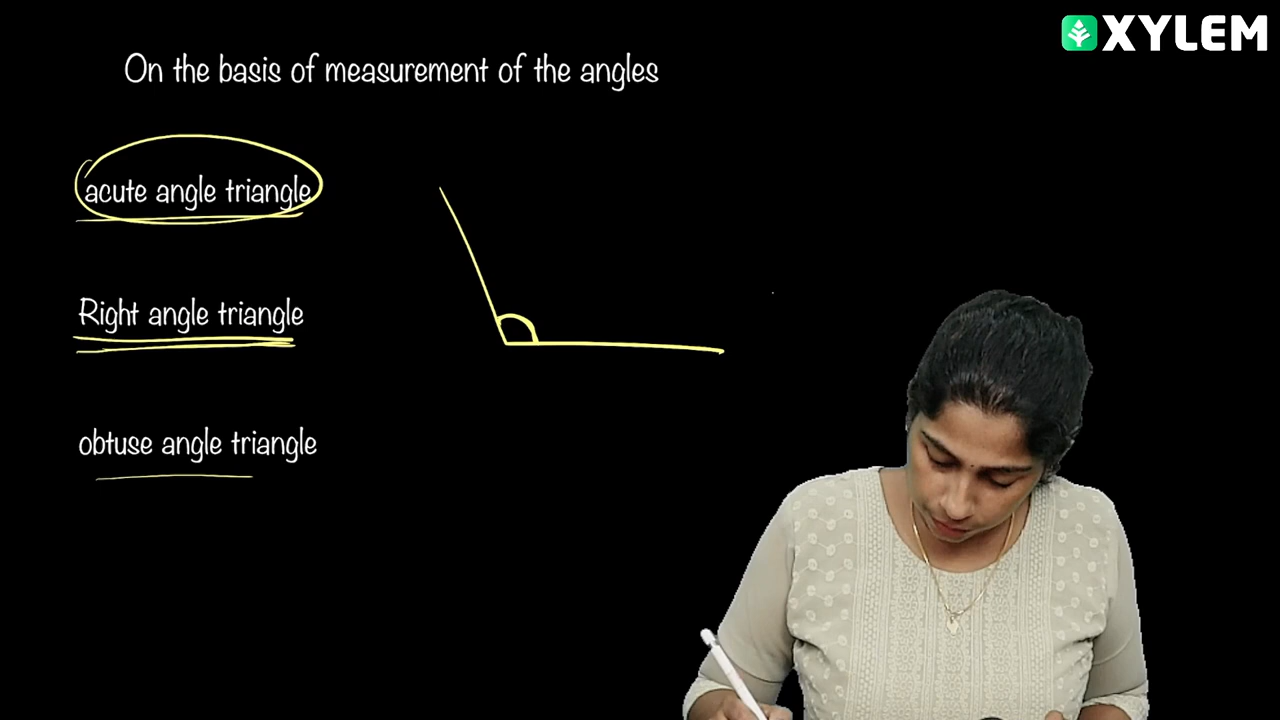 XYLEM
On the basis of measurement of the angles
acute angle triangle
Right angle triangle
obtuse angle triangle